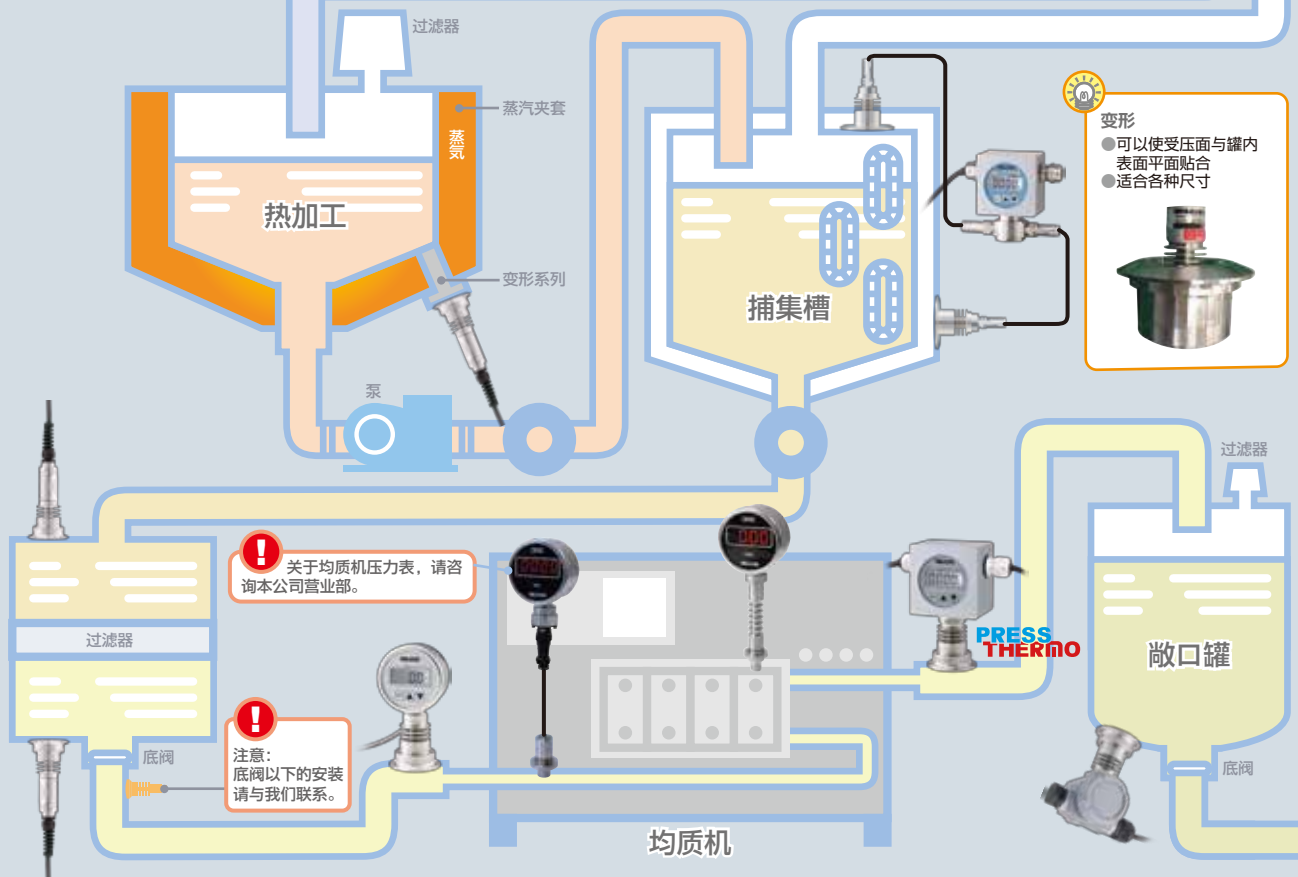 过滤器
蒸汽夹套
蒸
気
热加工
变形系列
泵
捕集槽
变形
●可以使受压面与罐内
表面平面贴合
●适合各种尺寸
过滤器
!
关于均质机压力表，请咨
询本公司营业部。
过滤器
PRESS
THERMO
敞口罐
!
注意：
底阀以下的安装
请与我们联系。
底阀
底阀
均质机